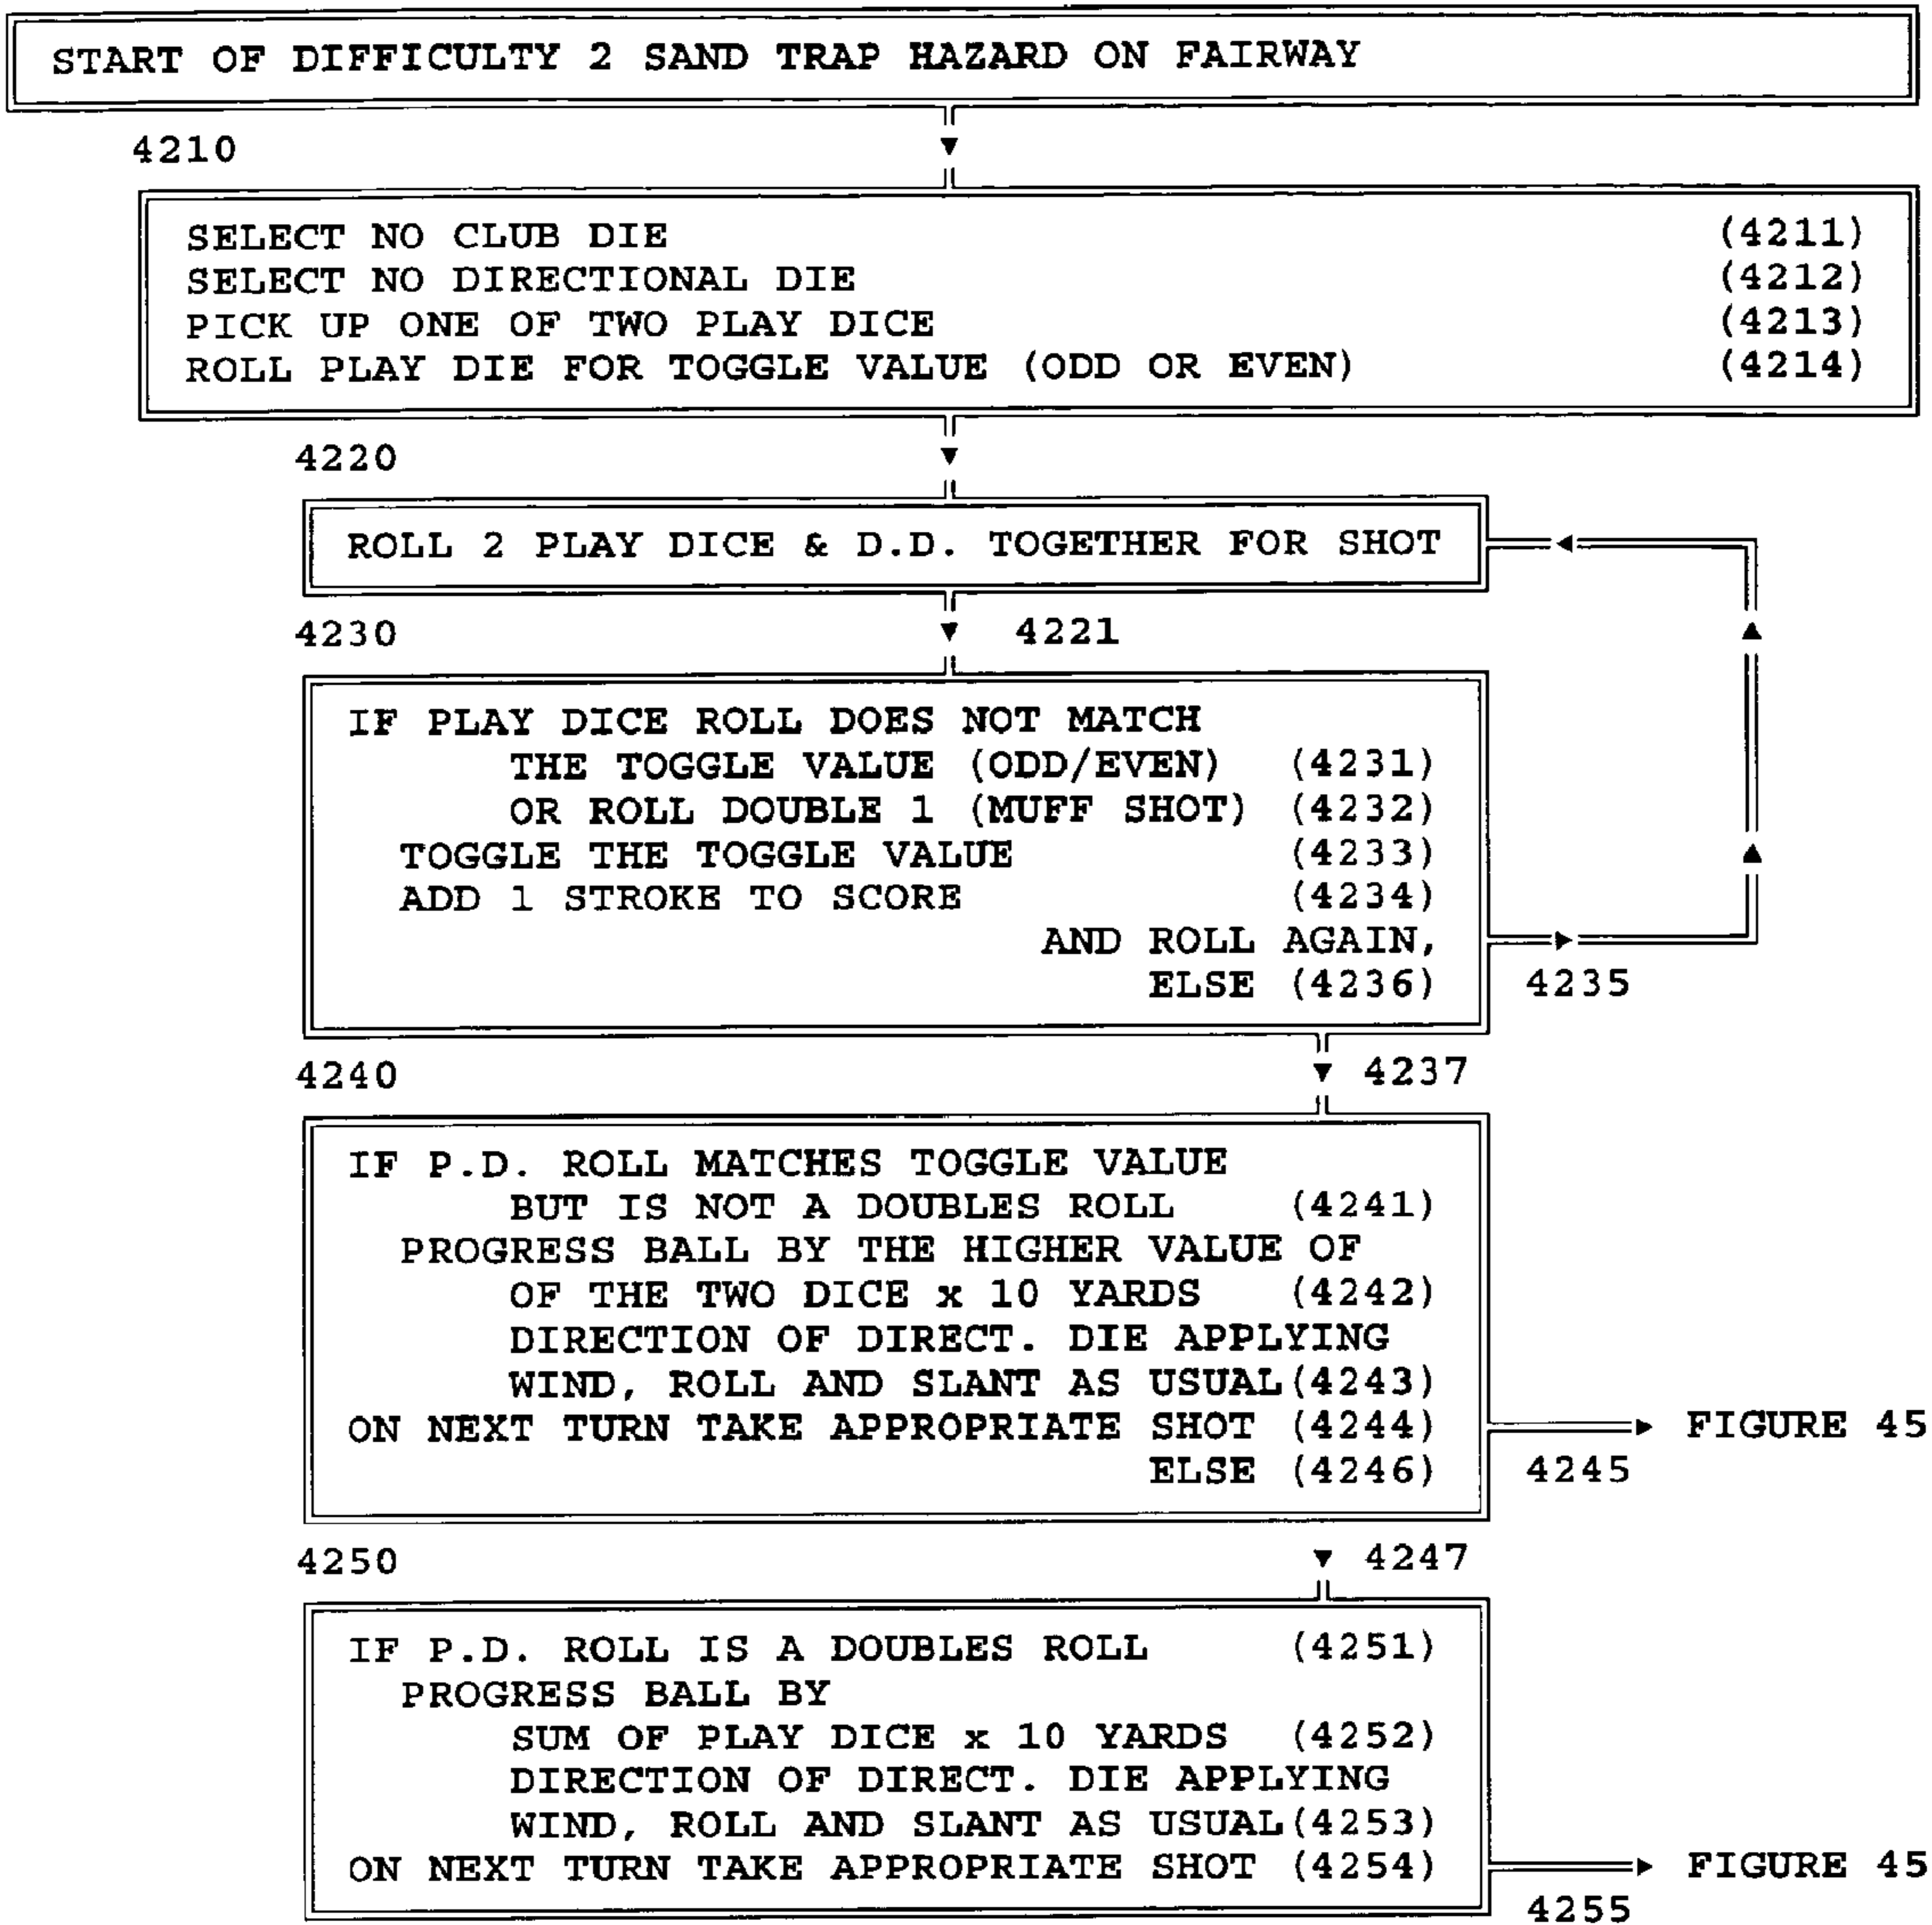 START OF DIFFICULTY 2 SAND TRAP HAZARD ON FAIRWAY
4210
SELECT NO CLUB DIE (4211)
SELECT NO DIRECTIONAL DIE (4212)
PICK UP ONE OF TWO PLAY DICE (4213)
ROLL PLAY DIE FOR TOGGLE VALUE (ODD OR EVEN) (4214)
4220
ROLL 2 PLAY DICE & D.D. TOGETHER FOR SHOT
4230 4221
IF PLAY DICE ROLL DOES NOT MATCH
THE TOGGLE VALUE (ODD/EVEN) (4231)
OR ROLL DOUBLE 1 (MUFF SHOT) (4232)
TOGGLE THE TOGGLE VALUE (4233)
ADD 1 STROKE TO SCORE (4234)
AND ROLL AGAIN,
ELSE (4236) 4235
4240 4237
IF P.D. ROLL MATCHES TOGGLE VALUE
BUT IS NOT A DOUBLES ROLL (4241)
PROGRESS BALL BY THE HIGHER VALUE OF
OF THE TWO DICE x 10 YARDS (4242)
DIRECTION OF DIRECT. DIE APPLYING
WIND, ROLL AND SLANT AS USUAL(4243)
ON NEXT TURN TAKE APPROPRIATE SHOT (4244) FIGURE 45
ELSE (4246) 4245
4250 4247
IF P.D. ROLL IS A DOUBLES ROLL (4251)
PROGRESS BALL BY
SUM OF PLAY DICE x 10 YARDS (4252)
DIRECTION OF DIRECT. DIE APPLYING
WIND, ROLL AND SLANT AS USUAL(4253)
ON NEXT TURN TAKE APPROPRIATE SHOT (4254) FIGURE 45
4255